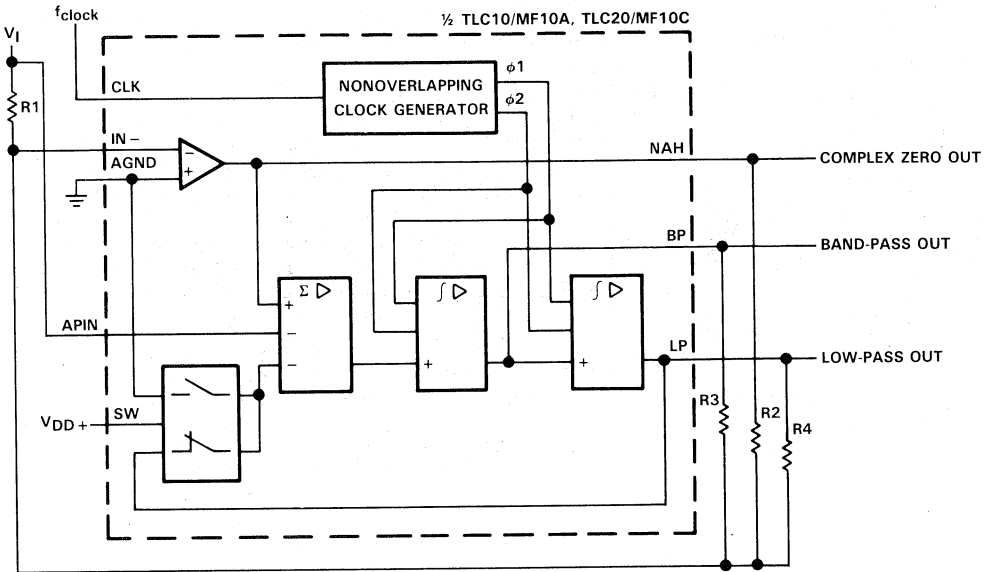 ½ TLC10/MF10A, TLC20/MF10C
fclock
VI
CLK
NONOVERLAPPING
CLOCK GENERATOR
ϕ1
ϕ2
R1
IN −
AGND
−
+
NAH
COMPLEX ZERO OUT
BP
BAND-PASS OUT
Σ ▷
∫ ▷
∫ ▷
+
APIN
−
−
+
+
LP
LOW-PASS OUT
VDD +
SW
R3
R2
R4